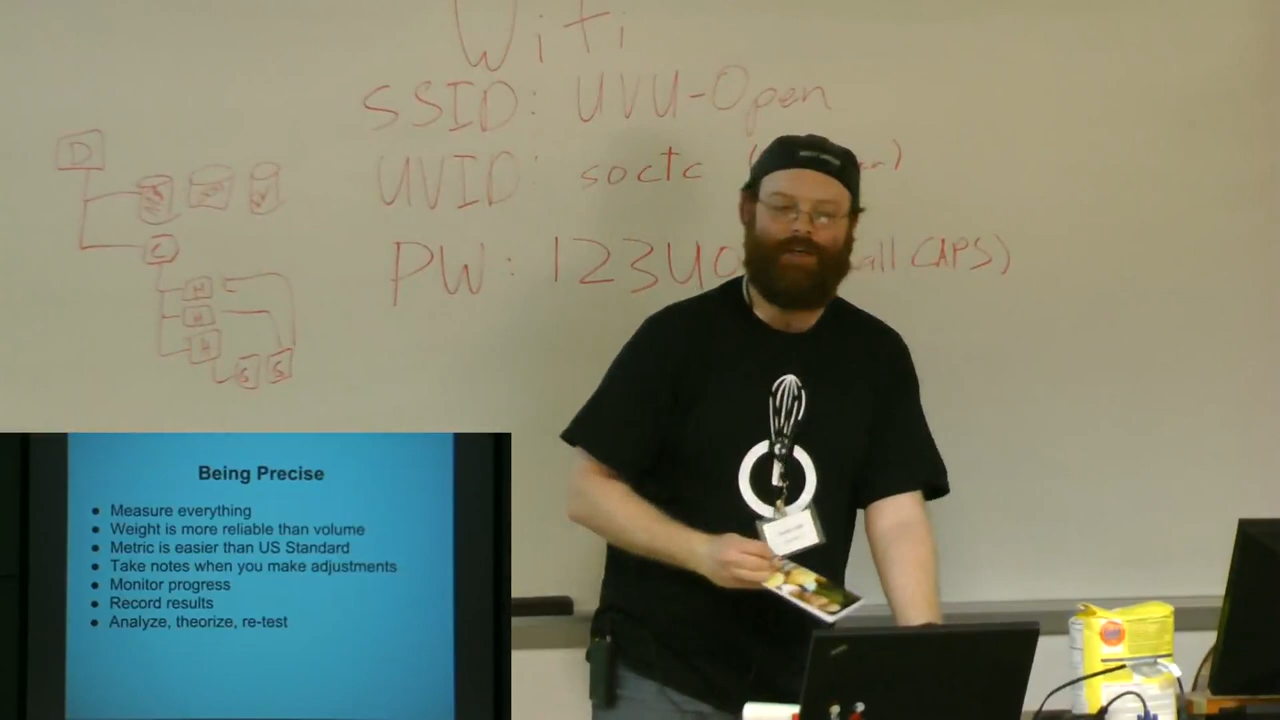 Wifi
SSID: UVU-Open
UVID: soctc
PW: 12340 all CAPS)
D
C
H
H
S
S
Being Precise
● Measure everything
● Weight is more reliable than volume
● Metric is easier than US Standard
● Take notes when you make adjustments
● Monitor progress
● Record results
● Analyze, theorize, re-test